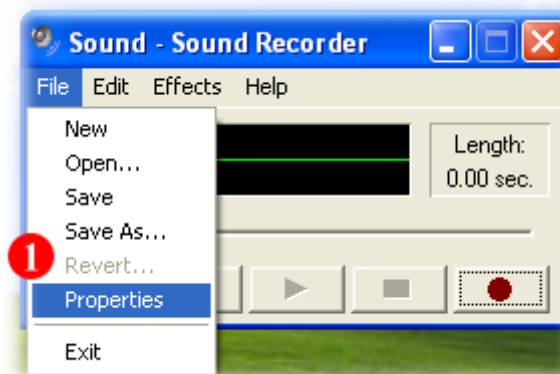 Sound - Sound Recorder
File Edit Effects Help
New
Open...
Save
Save As...
1
Revert...
Properties
Exit
Length:
0.00 sec.